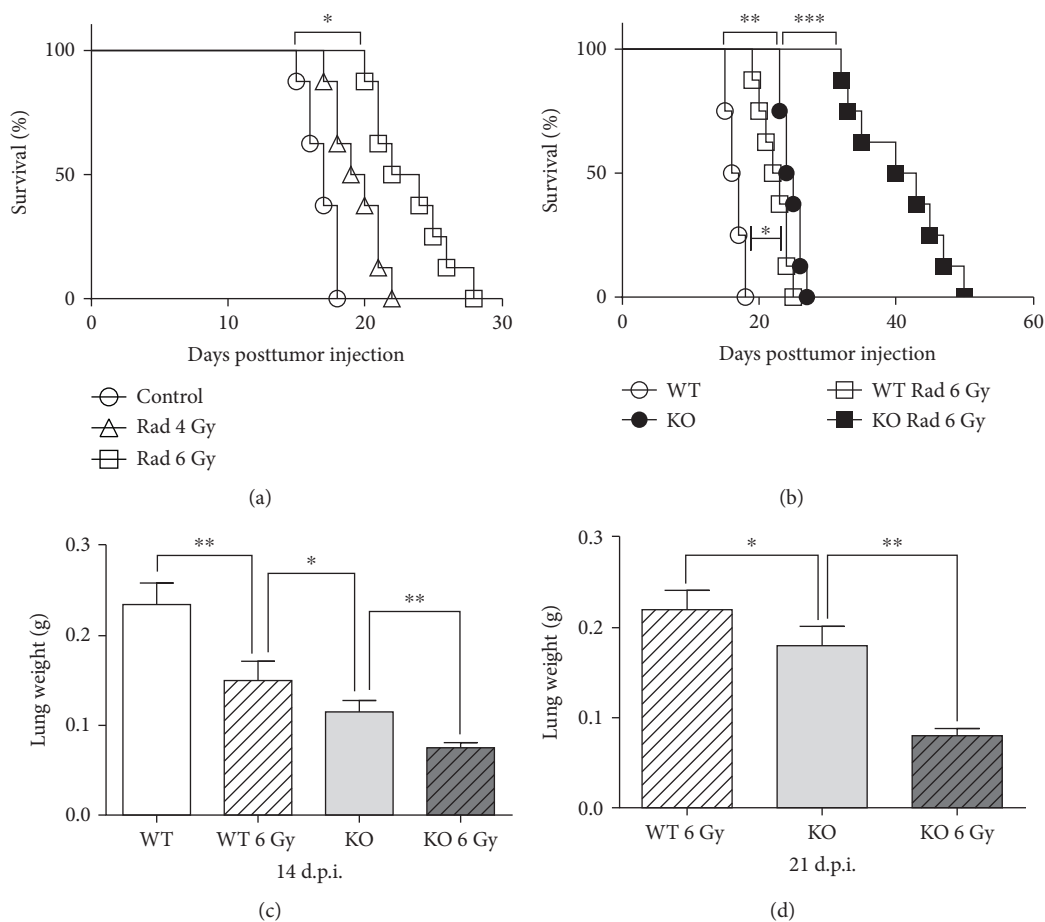 *
100
50
0
0
10
20
30
Survival (%)
Days posttumor injection
Control
Rad 4 Gy
Rad 6 Gy
(a)
**
***
100
50
*
0
0
20
40
60
Survival (%)
Days posttumor injection
WT
WT Rad 6 Gy
KO
KO Rad 6 Gy
(b)
0.3
**
*
**
0.2
0.1
0.0
Lung weight (g)
WT
WT 6 Gy
KO
KO 6 Gy
14 d.p.i.
(c)
0.3
*
**
0.2
0.1
0.0
Lung weight (g)
WT 6 Gy
KO
KO 6 Gy
21 d.p.i.
(d)